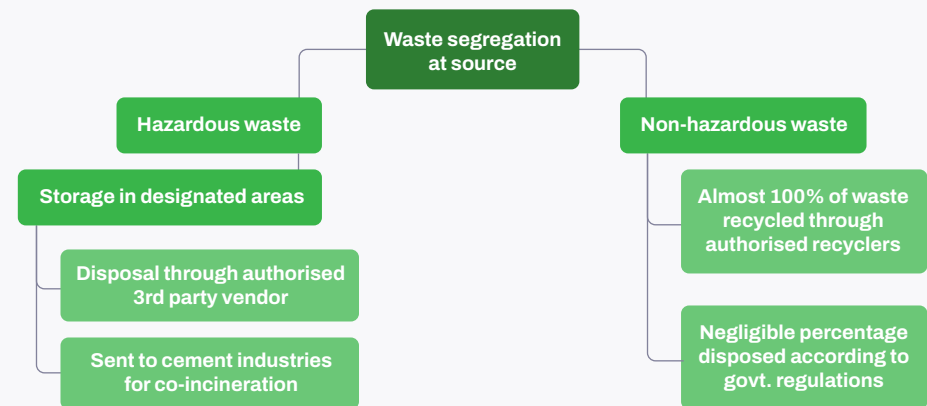 Waste segregation
at source
Hazardous waste
Non-hazardous waste
Storage in designated areas
Almost 100% of waste
recycled through
authorised recyclers
Disposal through authorised
3rd party vendor
Negligible percentage
disposed according to
govt. regulations
Sent to cement industries
for co-incineration